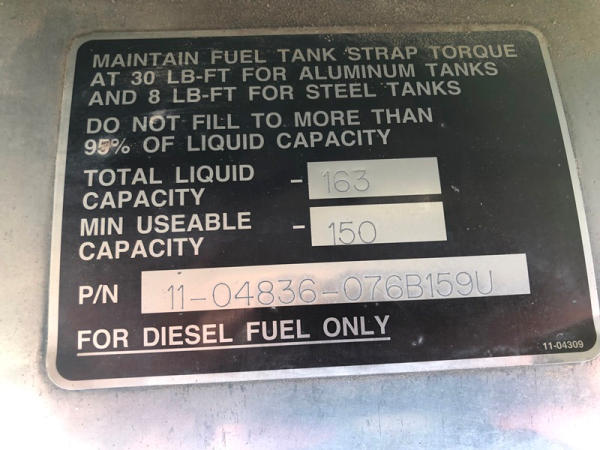 MAINTAIN FUEL TANK STRAP TORQUE
AT 30 LB-FT FOR ALUMINUM TANKS
AND 8 LB-FT FOR STEEL TANKS
DO NOT FILL TO MORE THAN
95% OF LIQUID CAPACITY
TOTAL LIQUID CAPACITY - 163
MIN USEABLE CAPACITY - 150
P/N 11-04836-076B159U
FOR DIESEL FUEL ONLY
11-04309